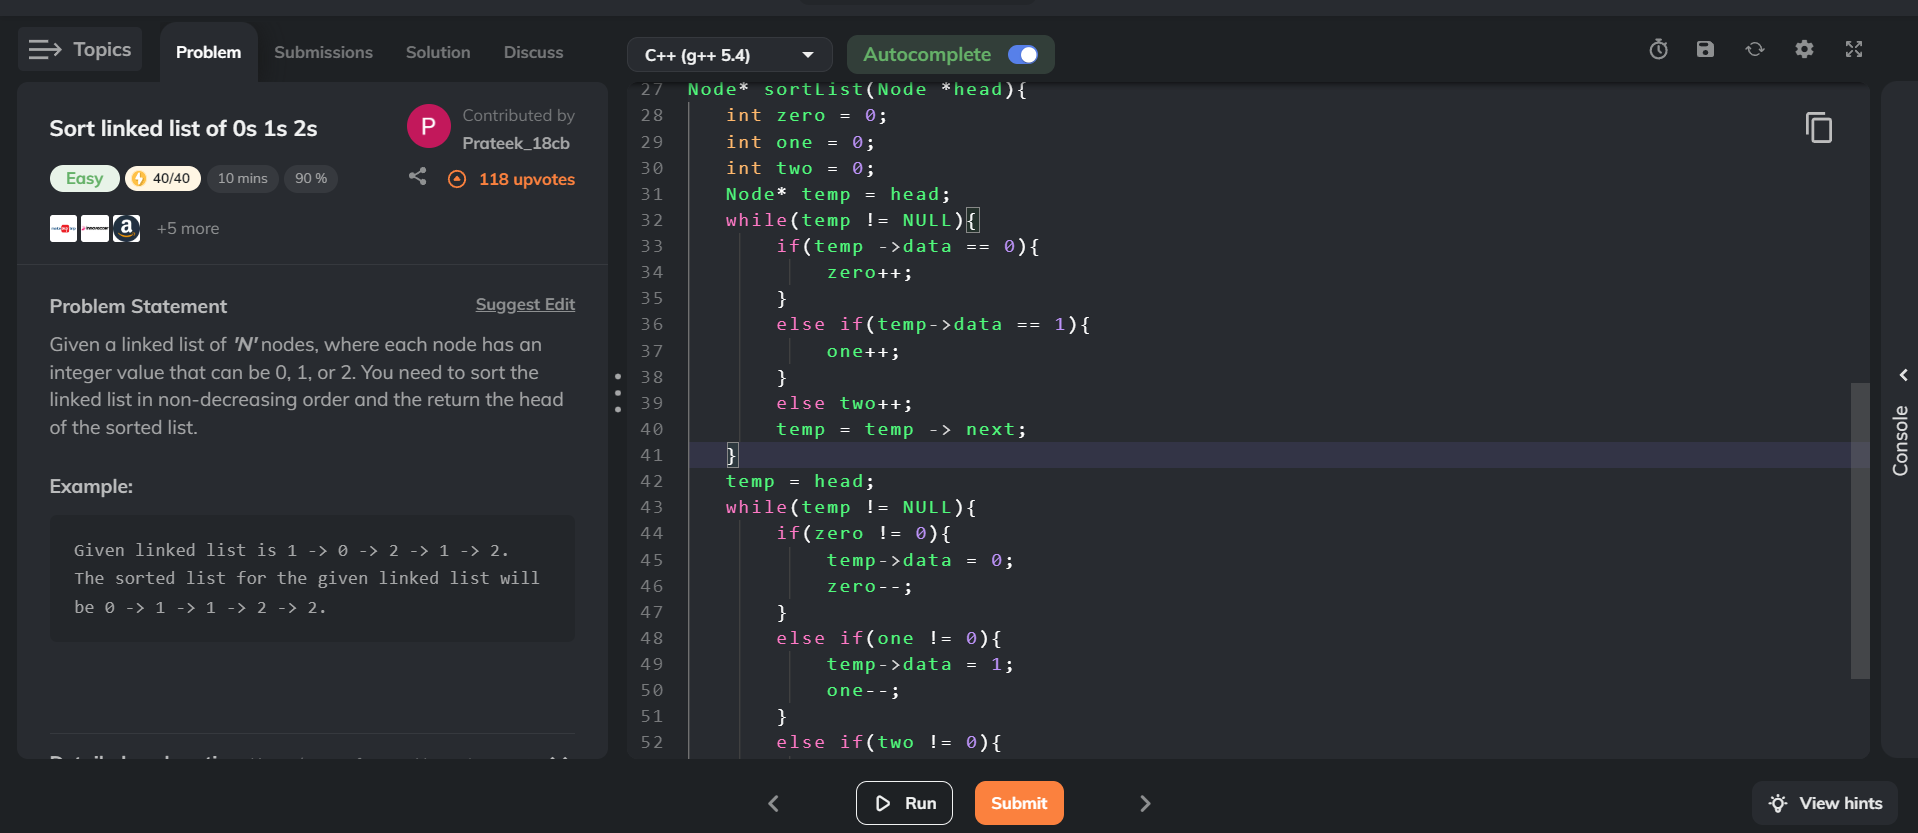 Topics
Problem
Submissions
Solution
Discuss
C++ (g++ 5.4)
Autocomplete
Sort linked list of 0s 1s 2s
P
Contributed by
Prateek_18cb
Easy
40/40
10 mins
90 %
118 upvotes
a
+5 more
Problem Statement
Suggest Edit
Given a linked list of 'N' nodes, where each node has an
integer value that can be 0, 1, or 2. You need to sort the
linked list in non-decreasing order and the return the head
of the sorted list.
Example:
Given linked list is 1 -> 0 -> 2 -> 1 -> 2.
The sorted list for the given linked list will
be 0 -> 1 -> 1 -> 2 -> 2.
27 Node* sortList(Node *head){
28 int zero = 0;
29 int one = 0;
30 int two = 0;
31 Node* temp = head;
32 while(temp != NULL){
33 if(temp ->data == 0){
34 zero++;
35 }
36 else if(temp->data == 1){
37 one++;
38 }
39 else two++;
40 temp = temp -> next;
41 }
42 temp = head;
43 while(temp != NULL){
44 if(zero != 0){
45 temp->data = 0;
46 zero--;
47 }
48 else if(one != 0){
49 temp->data = 1;
50 one--;
51 }
52 else if(two != 0){
Console
Run
Submit
View hints